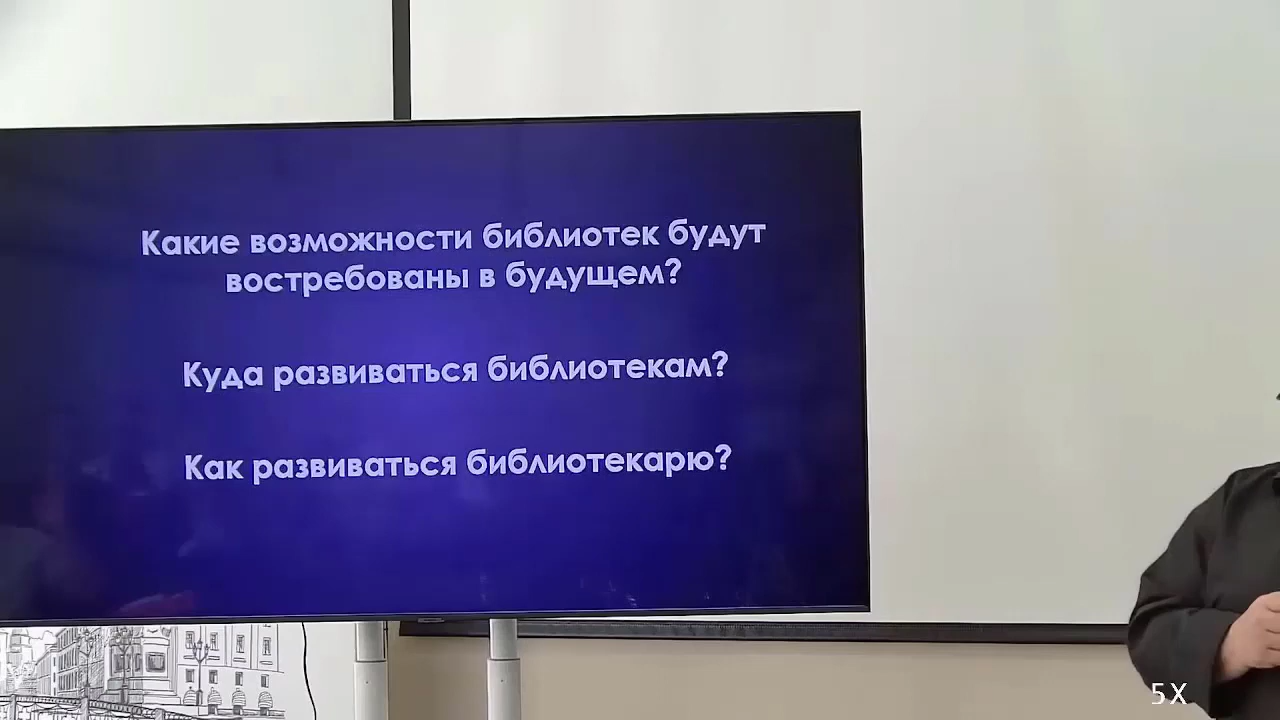 Какие возможности библиотек будут
востребованы в будущем?
Куда развиваться библиотекам?
Как развиваться библиотекарю?
5X